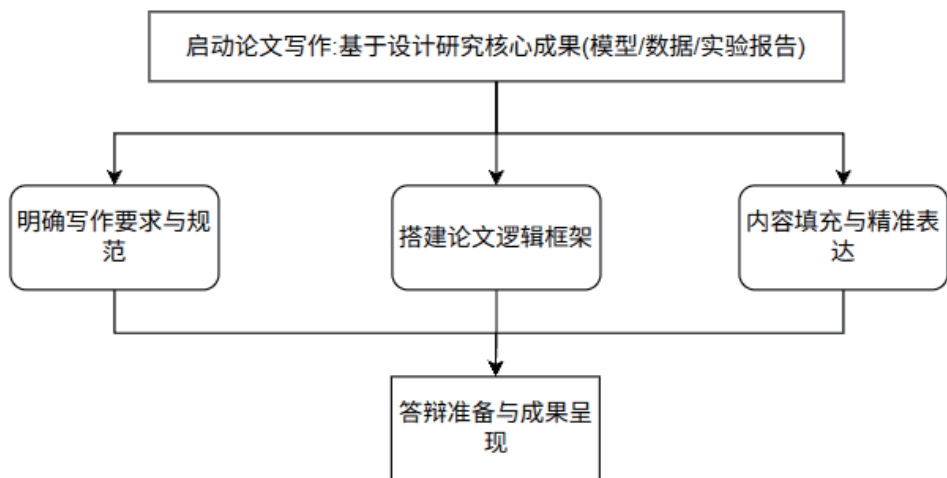 启动论文写作:基于设计研究核心成果(模型/数据/实验报告)
明确写作要求与规
范
搭建论文逻辑框架
内容填充与精准表
达
答辩准备与成果呈
现